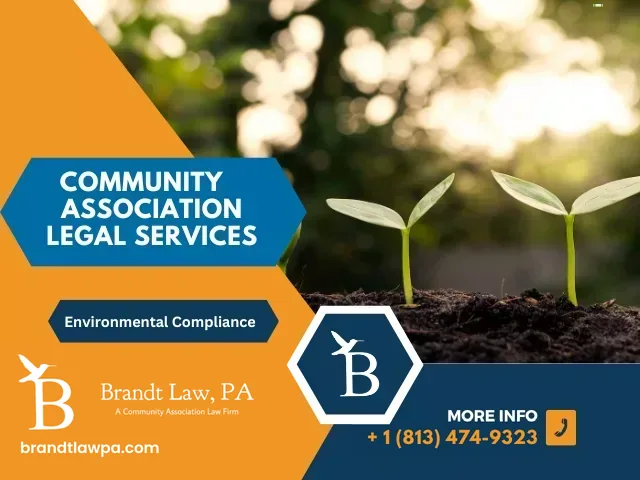 COMMUNITY
ASSOCIATION
LEGAL SERVICES
Environmental Compliance
B
Brandt Law, PA
A Community Association Law Firm
brandtlawpa.com
B
MORE INFO
+ 1 (813) 474-9323